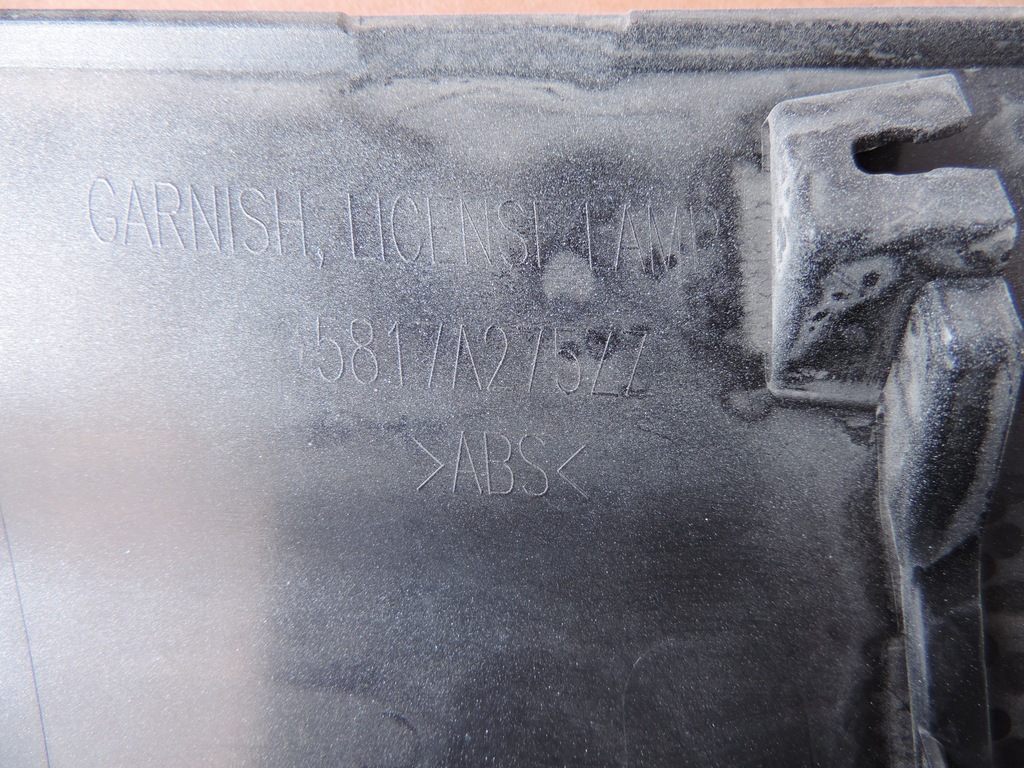 GARNISH, LICENSE LAMP
5817A275ZZ
>ABS<